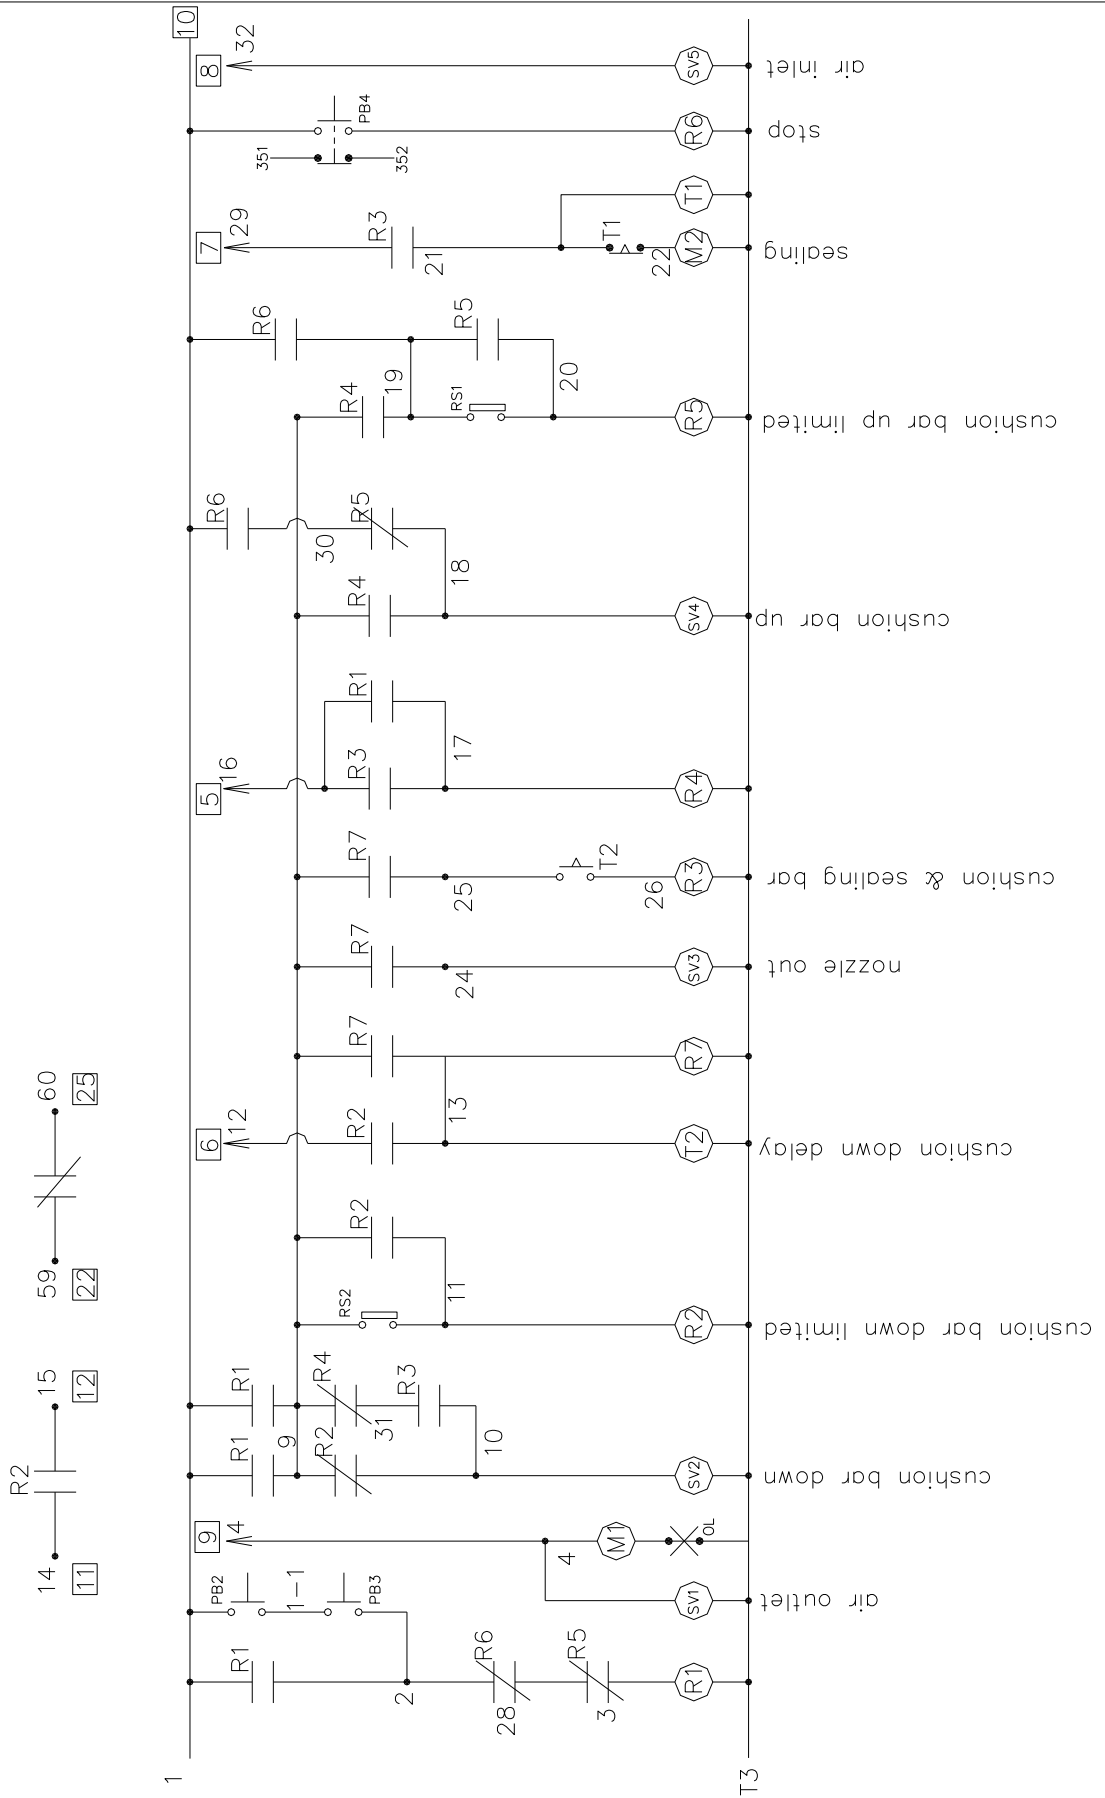 10
8
32
SV5
air inlet
PB4
351
352
R6
stop
T1
7
29
R3
21
T1
22
M2
sealing
R6
R5
R4
19
RS1
20
R5
cushion bar up limited
R6
30
R5
18
R4
SV4
cushion bar up
R1
5
16
R3
17
R4
R7
25
T2
26
R3
cushion & sealing bar
R7
24
SV3
nozzle out
R7
R7
6
12
R2
13
T2
cushion down delay
60
25
59
22
R2
RS2
11
R2
cushion bar down limited
15
12
R2
14
11
R1
R4
31
R3
R1
9
R2
10
SV2
cushion bar down
9
4
4
M1
OL
PB2
1-1
PB3
SV1
air outlet
R1
2
R6
28
R5
3
R1
1
T3